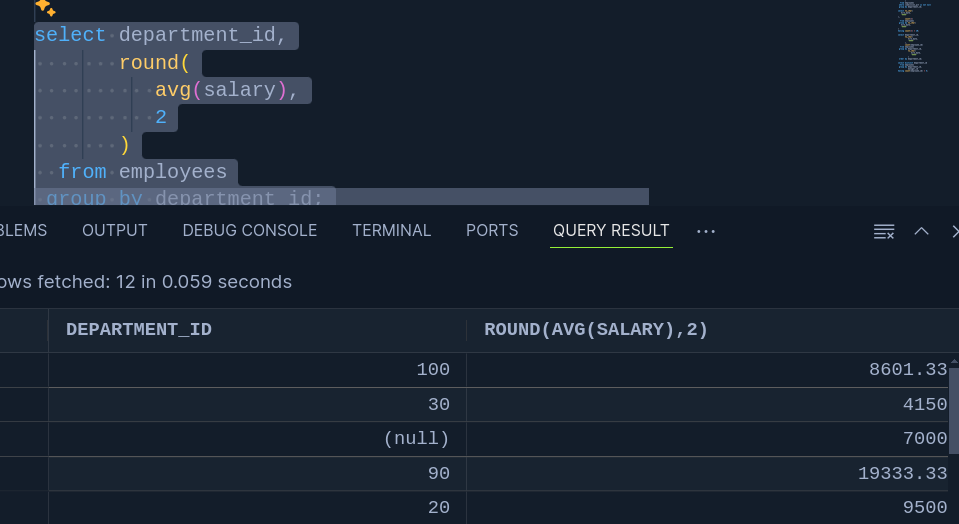 select department_id,
round(
avg(salary),
2
)
from employees
group by department_id;
BLEMS OUTPUT DEBUG CONSOLE TERMINAL PORTS QUERY RESULT
ows fetched: 12 in 0.059 seconds
DEPARTMENT_ID ROUND(AVG(SALARY),2)
100 8601.33
30 4150
(null) 7000
90 19333.33
20 9500